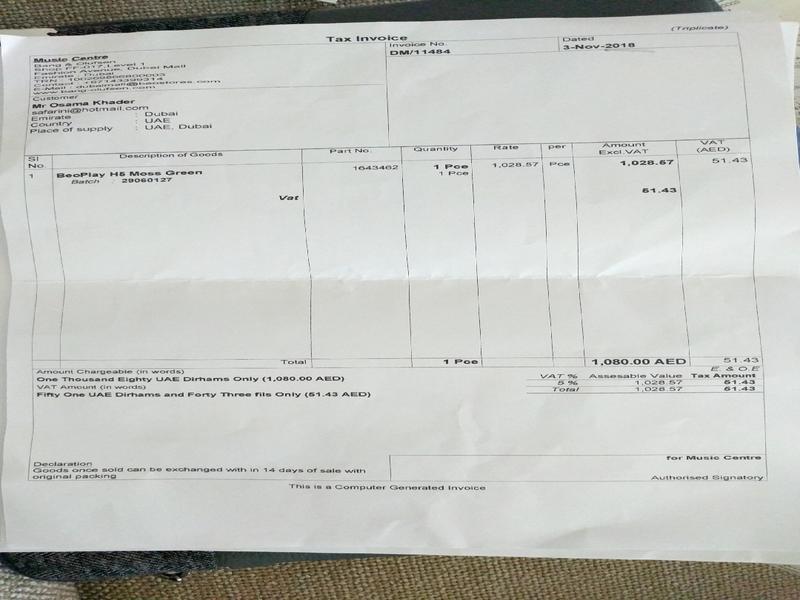 (Triplicate)
Tax Invoice
Music Centre
Bang & Olufsen
Shop FF-017,Level 1
Fashion Avenue, Dubai Mall
Emirate : Dubai
Contact : +97143399314
E-Mail : dubaimall@beostores.com
www.bang-olufsen.com
Invoice No.
DM/11484
Dated
3-Nov-2018
Customer
Mr Osama Khader
safarini@hotmail.com
Emirate : Dubai
Country : UAE
Place of supply : UAE, Dubai
Sl No. Description of Goods Part No. Quantity Rate per Amount Excl.VAT VAT (AED)
1 BeoPlay H5 Moss Green 1643462 1 Pce 1,028.57 Pce 1,028.57 51.43
Batch : 29060127 1 Pce
Vat 51.43
Total 1 Pce 1,080.00 AED 51.43
Amount Chargeable (in words) E. & O.E
One Thousand Eighty UAE Dirhams Only (1,080.00 AED)
VAT Amount (in words)
Fifty One UAE Dirhams and Forty Three fils Only (51.43 AED)
VAT % Assesable Value Tax Amount
5 % 1,028.57 51.43
Total 1,028.57 51.43
Declaration
Goods once sold can be exchanged with in 14 days of sale with
original packing
for Music Centre
Authorised Signatory
This is a Computer Generated Invoice